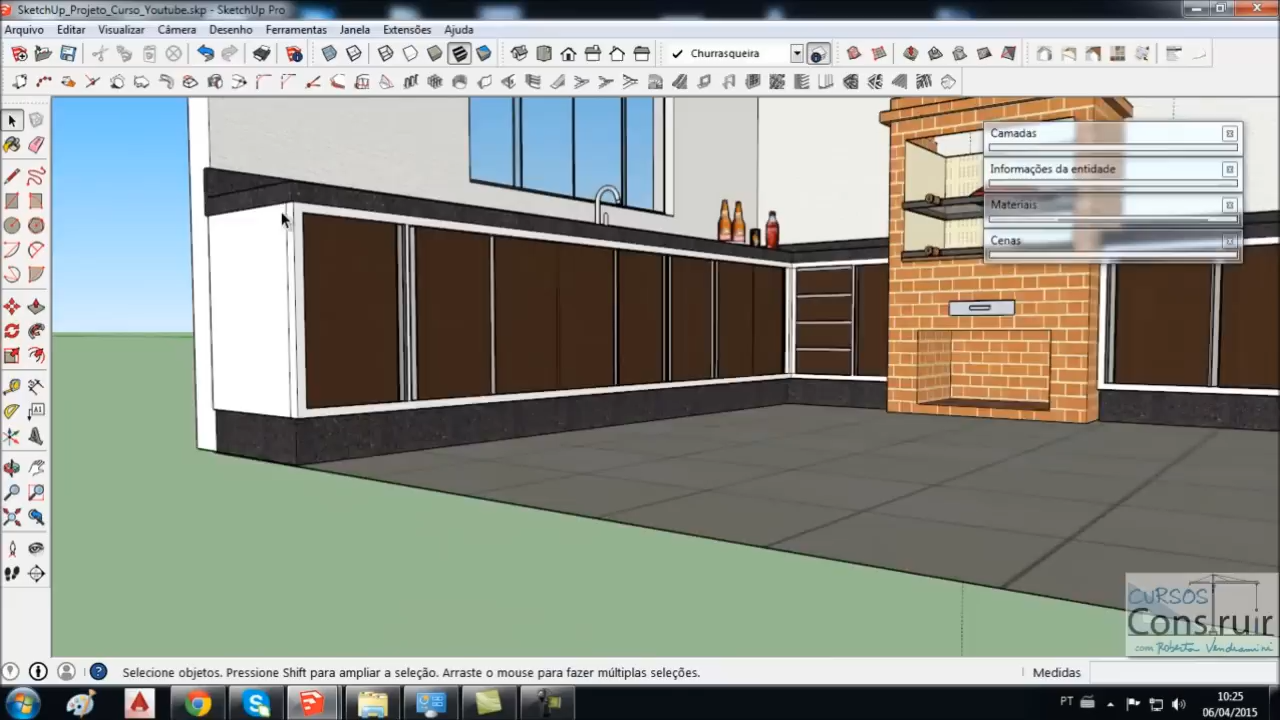 SketchUp_Projeto_Curso_Youtube.skp - SketchUp Pro
Arquivo Editar Visualizar Câmera Desenho Ferramentas Janela Extensões Ajuda
Churrasqueira
Camadas
Informações da entidade
Materiais
Cenas
A1
CURSOS
Construir
com Roberta Vendramini
Selecione objetos. Pressione Shift para ampliar a seleção. Arraste o mouse para fazer múltiplas seleções.
Medidas
PT
10:25
06/04/2015